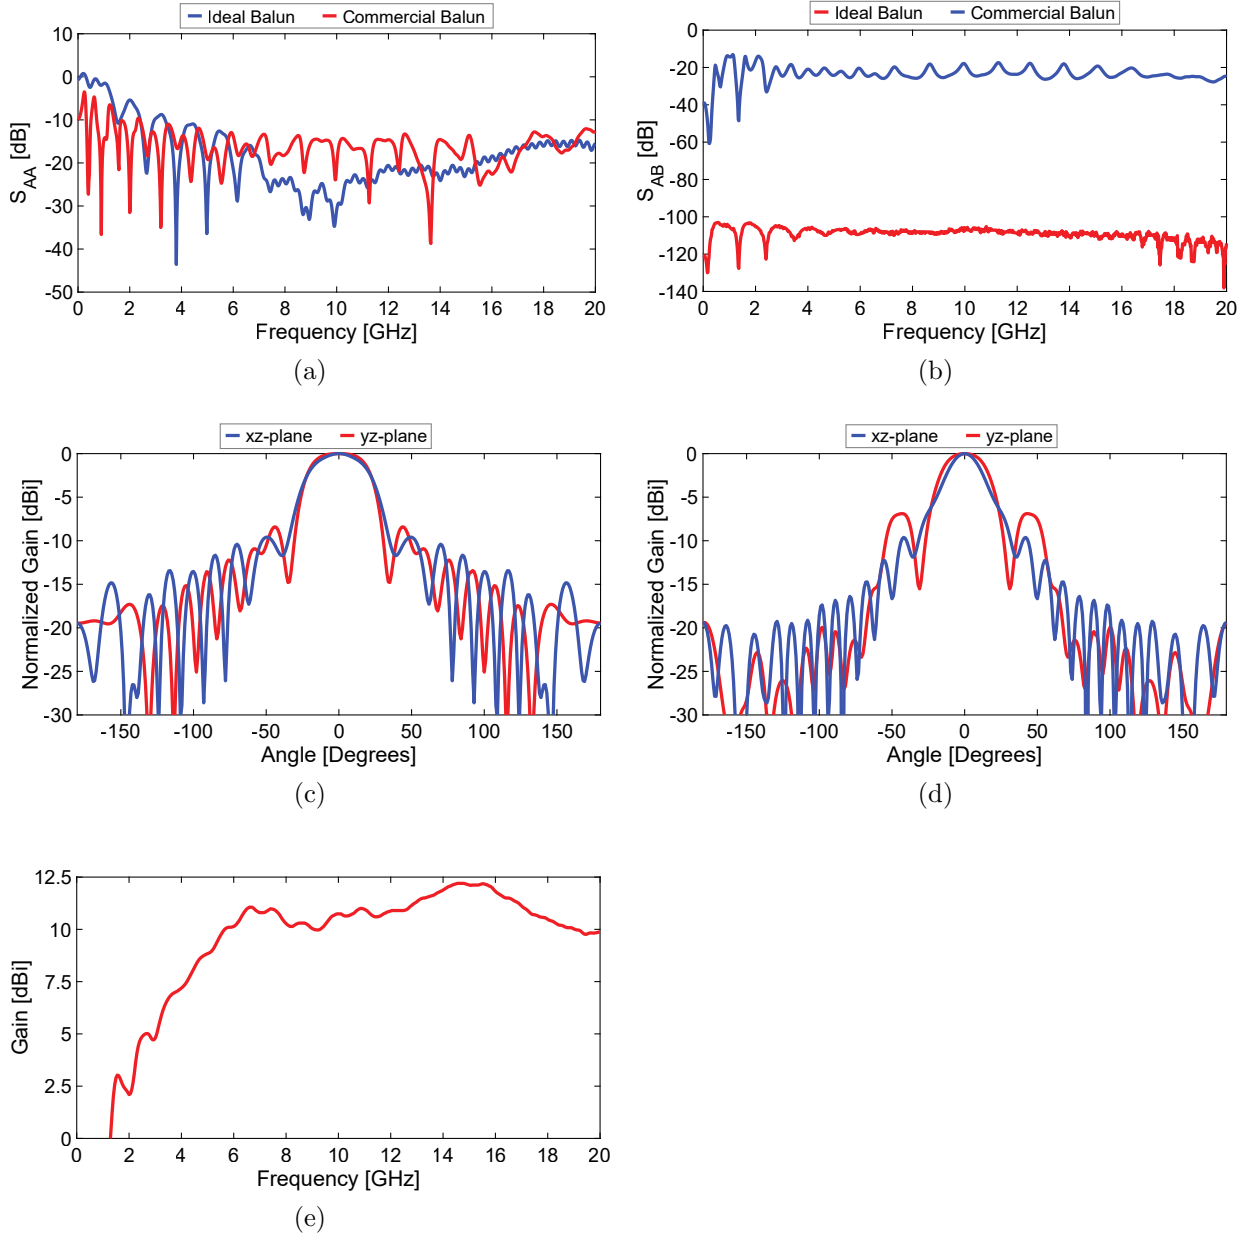 Ideal Balun Commercial Balun
10
0
-10
-20
-30
-40
-50
S_AA [dB]
0 2 4 6 8 10 12 14 16 18 20
Frequency [GHz]
(a)
Ideal Balun Commercial Balun
0
-20
-40
-60
-80
-100
-120
-140
S_AB [dB]
0 2 4 6 8 10 12 14 16 18 20
Frequency [GHz]
(b)
xz-plane yz-plane
0
-5
-10
-15
-20
-25
-30
Normalized Gain [dBi]
-150 -100 -50 0 50 100 150
Angle [Degrees]
(c)
xz-plane yz-plane
0
-5
-10
-15
-20
-25
-30
Normalized Gain [dBi]
-150 -100 -50 0 50 100 150
Angle [Degrees]
(d)
12.5
10
7.5
5
2.5
0
Gain [dBi]
0 2 4 6 8 10 12 14 16 18 20
Frequency [GHz]
(e)